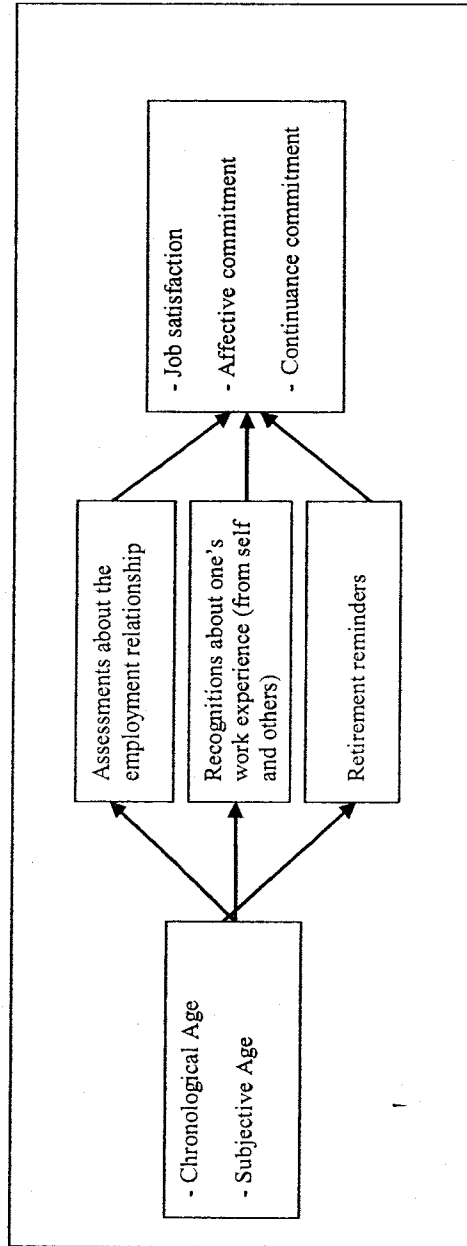 - Chronological Age
- Subjective Age
Assessments about the
employment relationship
Recognitions about one's
work experience (from self
and others)
Retirement reminders
- Job satisfaction
- Affective commitment
- Continuance commitment